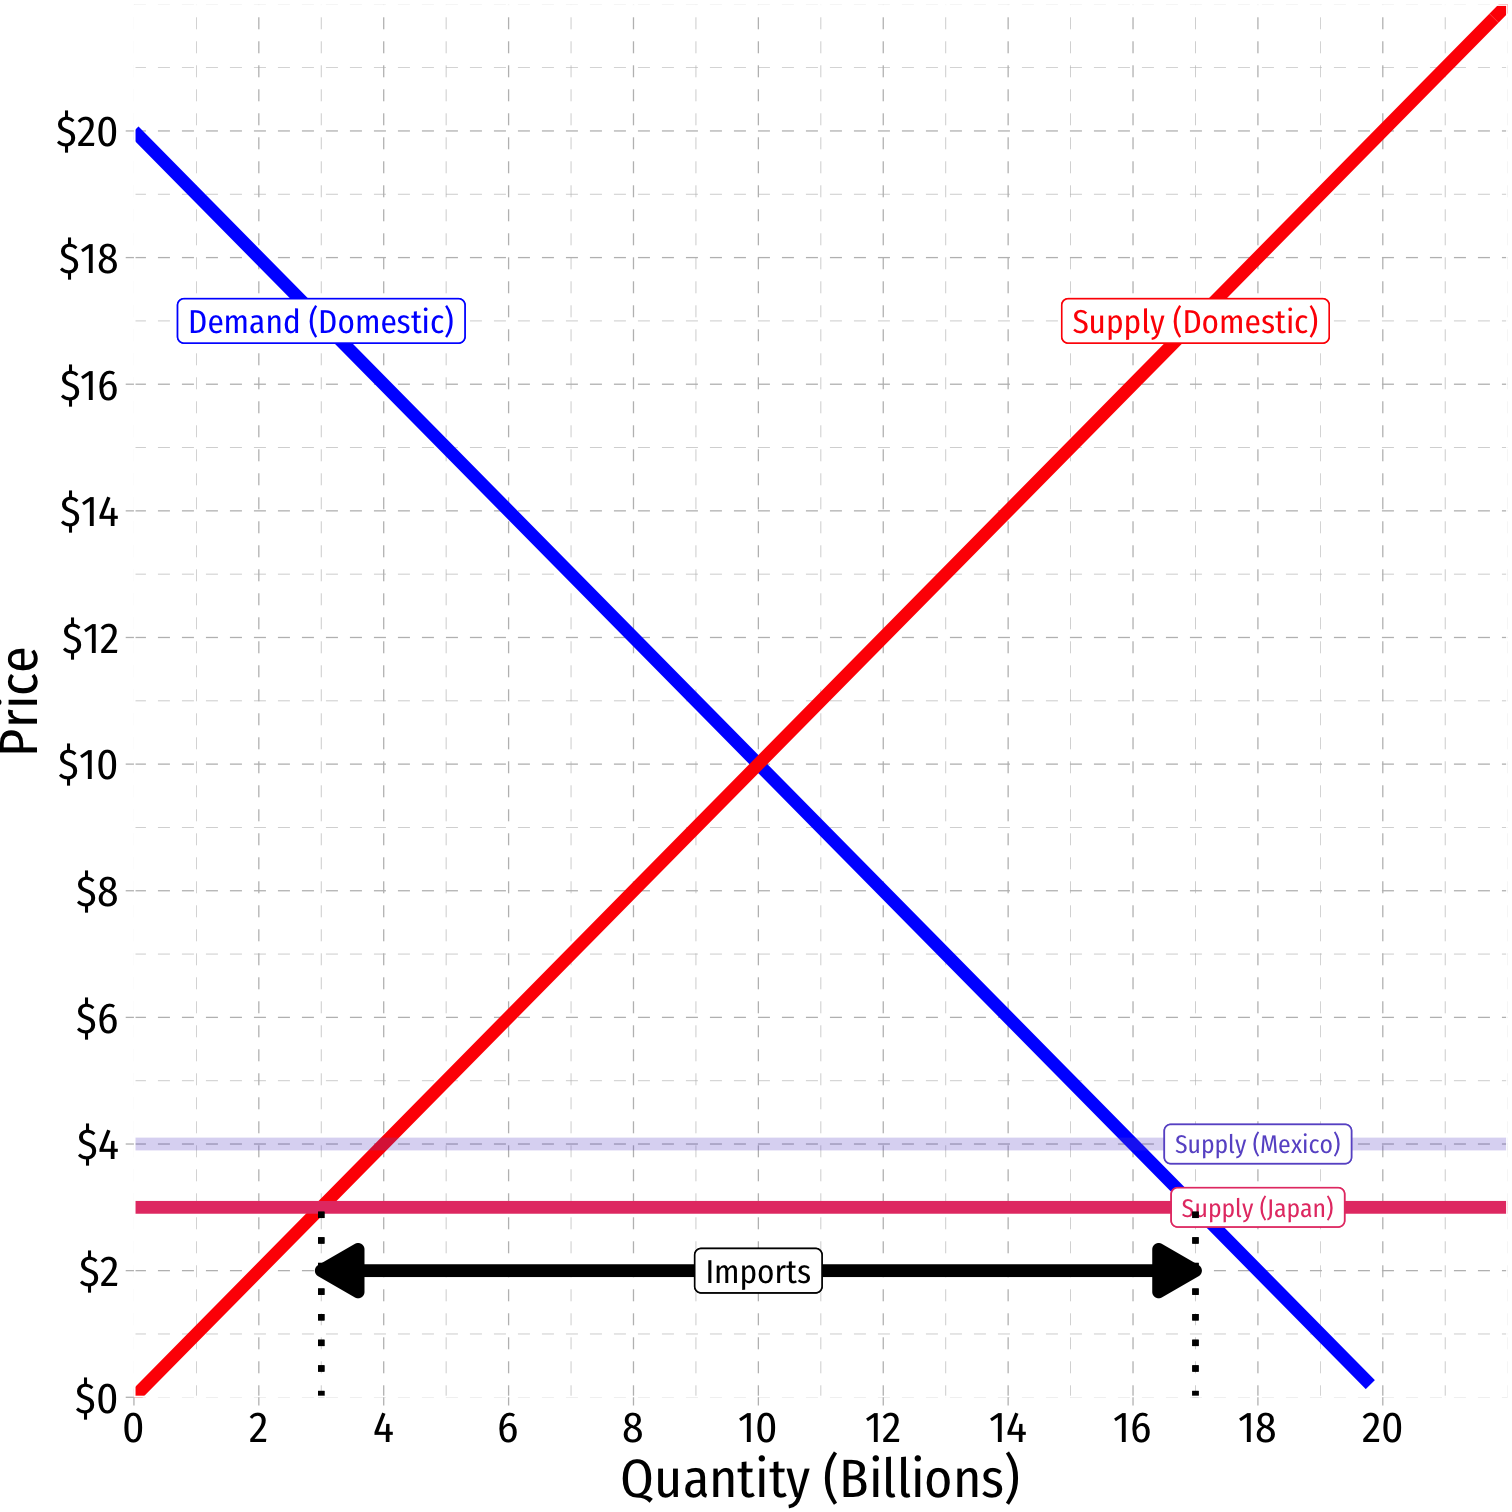 $20
$18
Demand (Domestic)
Supply (Domestic)
$16
$14
$12
Price
$10
$8
$6
$4
Supply (Mexico)
Supply (Japan)
$2
Imports
$0
0 2 4 6 8 10 12 14 16 18 20
Quantity (Billions)